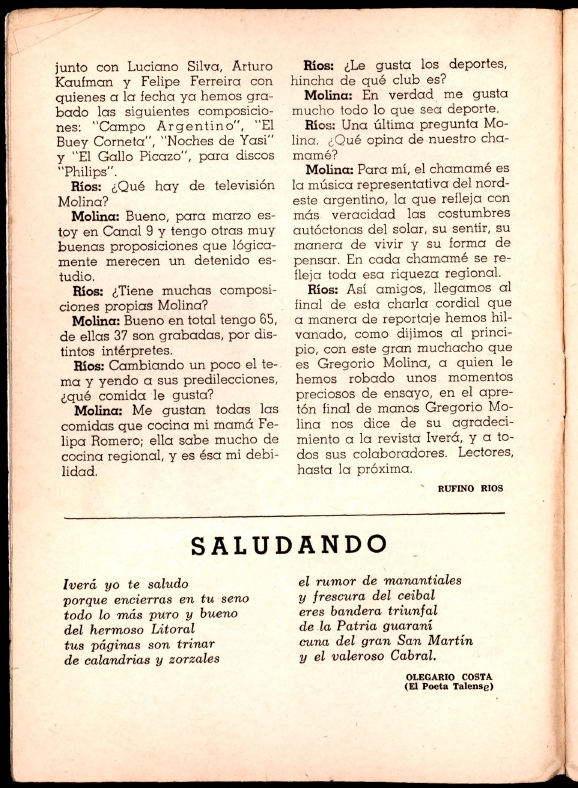 junto con Luciano Silva, Arturo
Kaufman y Felipe Ferreira con
quienes a la fecha ya hemos gra-
bado las siguientes composicio-
nes: "Campo Argentino", "El
Buey Corneta", "Noches de Yasi"
y "El Gallo Picazo", para discos
"Philips".
Ríos: ¿Qué hay de televisión
Molina?
Molina: Bueno, para marzo es-
toy en Canal 9 y tengo otras muy
buenas proposiciones que lógica-
mente merecen un detenido es-
tudio.
Ríos: ¿Tiene muchas composi-
ciones propias Molina?
Molina: Bueno en total tengo 65,
de ellas 37 son grabadas, por dis-
tintos intérpretes.
Ríos: Cambiando un poco el te-
ma y yendo a sus predilecciones,
¿qué comida le gusta?
Molina: Me gustan todas las
comidas que cocina mi mamá Fe-
lipa Romero; ella sabe mucho de
cocina regional, y es ésa mi debi-
lidad.
Ríos: ¿Le gusta los deportes,
hincha de qué club es?
Molina: En verdad me gusta
mucho todo lo que sea deporte.
Ríos: Una última pregunta Mo-
lina. ¿Qué opina de nuestro cha-
mamé?
Molina: Para mí, el chamamé es
la música representativa del nord-
este argentino, la que refleja con
más veracidad las costumbres
autóctonas del solar, su sentir, su
manera de vivir y su forma de
pensar. En cada chamamé se re-
fleja toda esa riqueza regional.
Ríos: Así amigos, llegamos al
final de esta charla cordial que
a manera de reportaje hemos hil-
vanado, como dijimos al princi-
pio, con este gran muchacho que
es Gregorio Molina, a quien le
hemos robado unos momentos
preciosos de ensayo, en el apre-
tón final de manos Gregorio Mo-
lina nos dice de su agradeci-
miento a la revista Iverá, y a to-
dos sus colaboradores. Lectores,
hasta la próxima.
RUFINO RIOS
SALUDANDO
Iverá yo te saludo
porque encierras en tu seno
todo lo más puro y bueno
del hermoso Litoral
tus páginas son trinar
de calandrias y zorzales
el rumor de manantiales
y frescura del ceibal
eres bandera triunfal
de la Patria guaraní
cuna del gran San Martín
y el valeroso Cabral.
OLEGARIO COSTA
(El Poeta Talense)